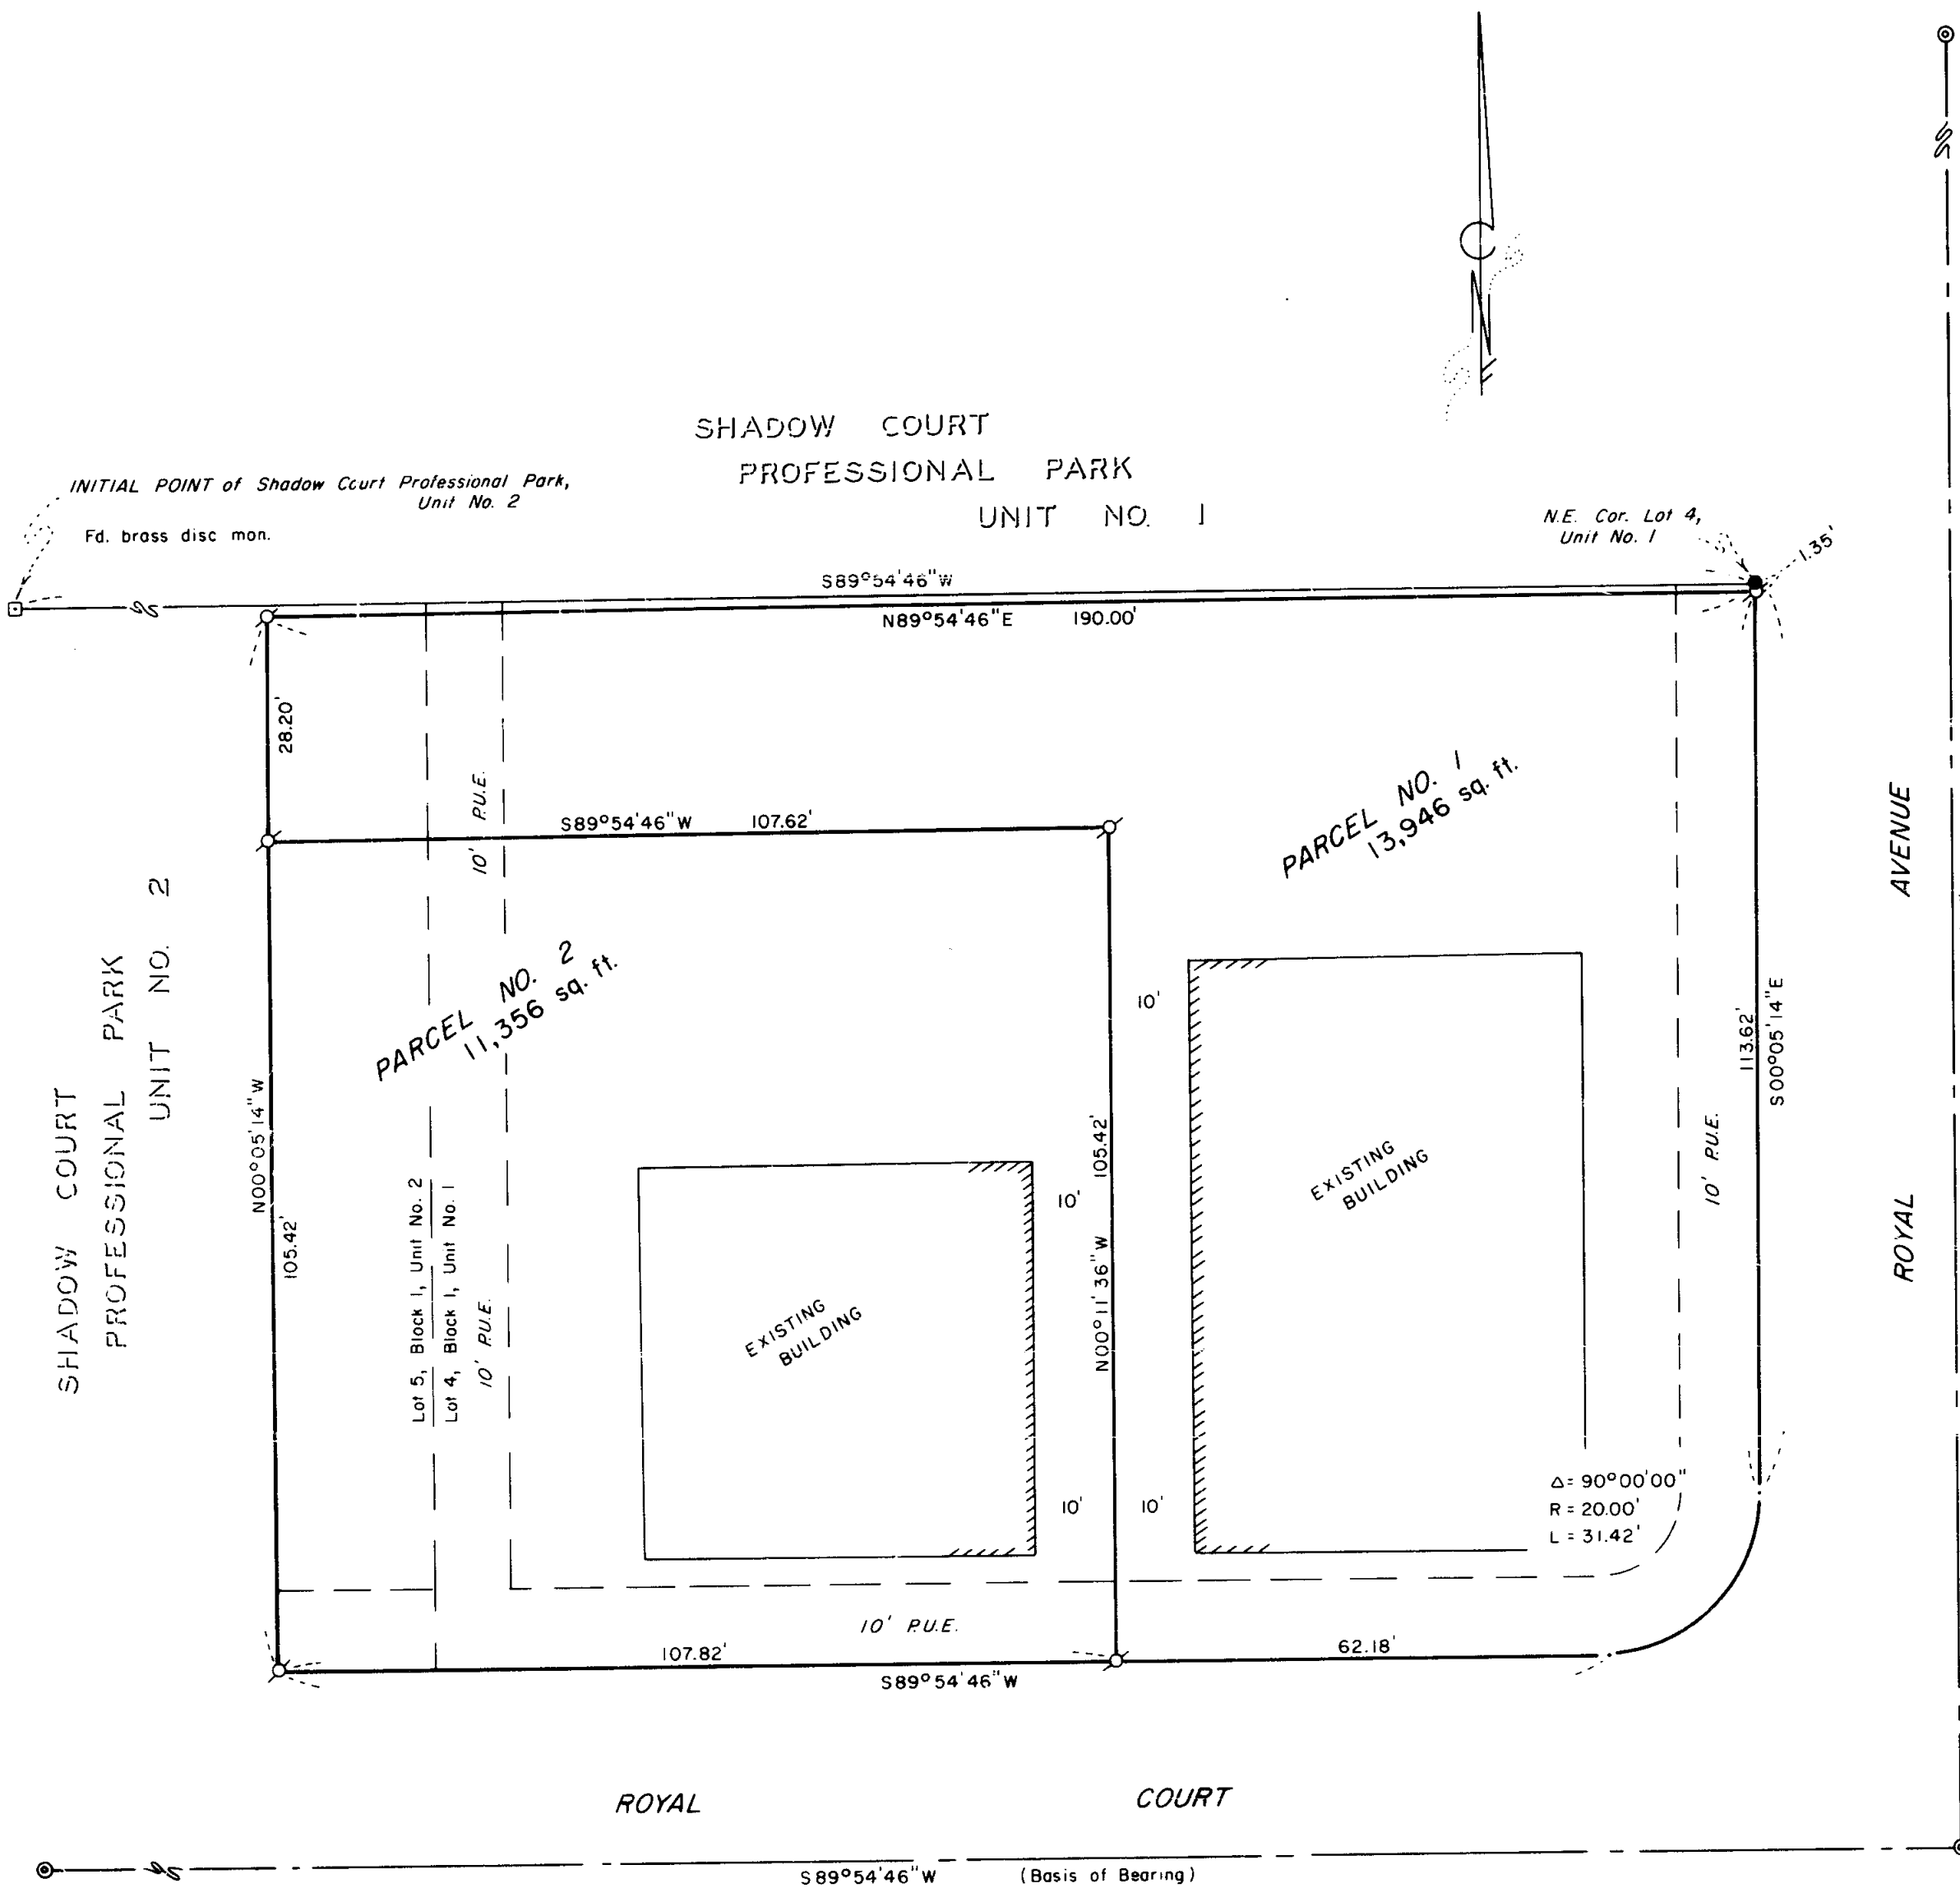 N
SHADOW COURT
PROFESSIONAL PARK
UNIT NO. 1
INITIAL POINT of Shadow Court Professional Park,
Unit No. 2
Fd. brass disc mon.
N.E. Cor. Lot 4,
Unit No. 1
1.35'
S89°54'46"W
N89°54'46"E 190.00'
28.20'
10' P.U.E.
S89°54'46"W 107.62'
PARCEL NO. 1
13,946 sq. ft.
AVENUE
ROYAL
SHADOW COURT
PROFESSIONAL PARK
UNIT NO. 2
PARCEL NO. 2
11,356 sq. ft.
10'
113.62'
S00°05'14"E
N00°05'14"W
105.42'
Lot 5, Block 1, Unit No. 2
Lot 4, Block 1, Unit No. 1
10' P.U.E.
10'
N00°11'36"W 105.42'
EXISTING
BUILDING
EXISTING
BUILDING
10' P.U.E.
Δ= 90°00'00"
R = 20.00'
L = 31.42'
10'
10'
10' P.U.E.
107.82'
62.18'
S89°54'46"W
ROYAL COURT
S89°54'46"W (Basis of Bearing)